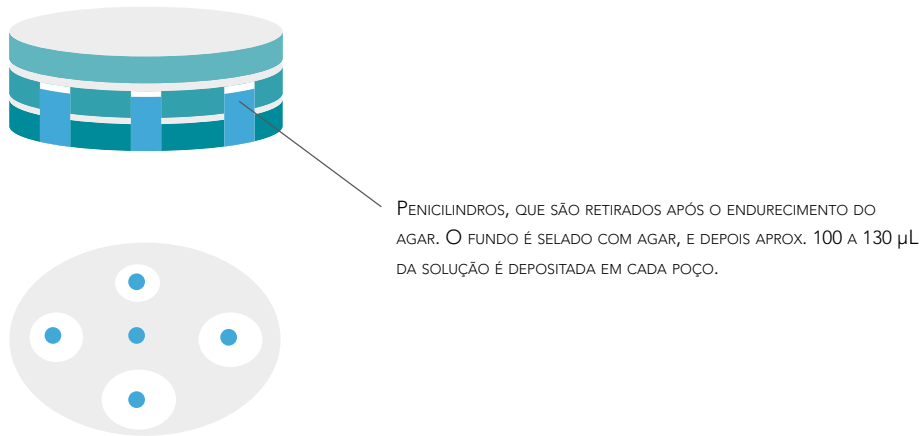 Penicilindros, que são retirados após o endurecimento do
agar. O fundo é selado com agar, e depois aprox. 100 a 130 µL
da solução é depositada em cada poço.